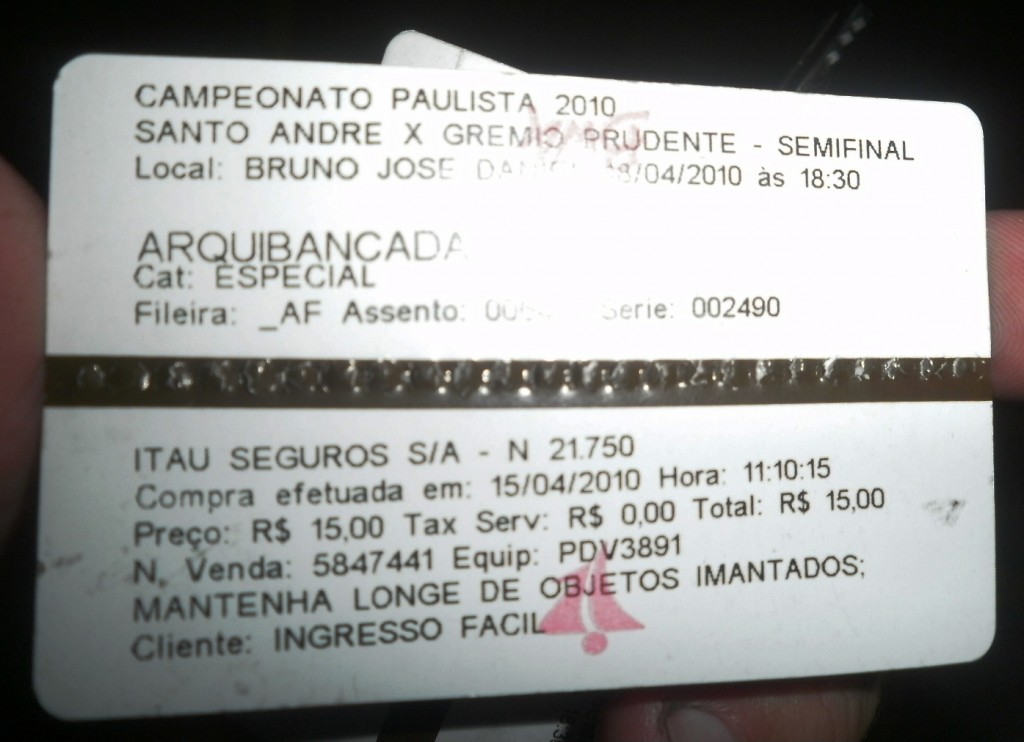 CAMPEONATO PAULISTA 2010
SANTO ANDRE X GREMIO PRUDENTE - SEMIFINAL
Local: BRUNO JOSE 8/04/2010 às 18:30
ARQUIBANCADA
Cat: ESPECIAL
Fileira: _AF Assento: Serie: 002490
ITAU SEGUROS S/A - N 21.750
Compra efetuada em: 15/04/2010 Hora: 11:10:15
Preço: R$ 15,00 Tax Serv: R$ 0,00 Total: R$ 15,00
N. Venda: 5847441 Equip: PDV3891
MANTENHA LONGE DE OBJETOS IMANTADOS;
Cliente: INGRESSO FACIL